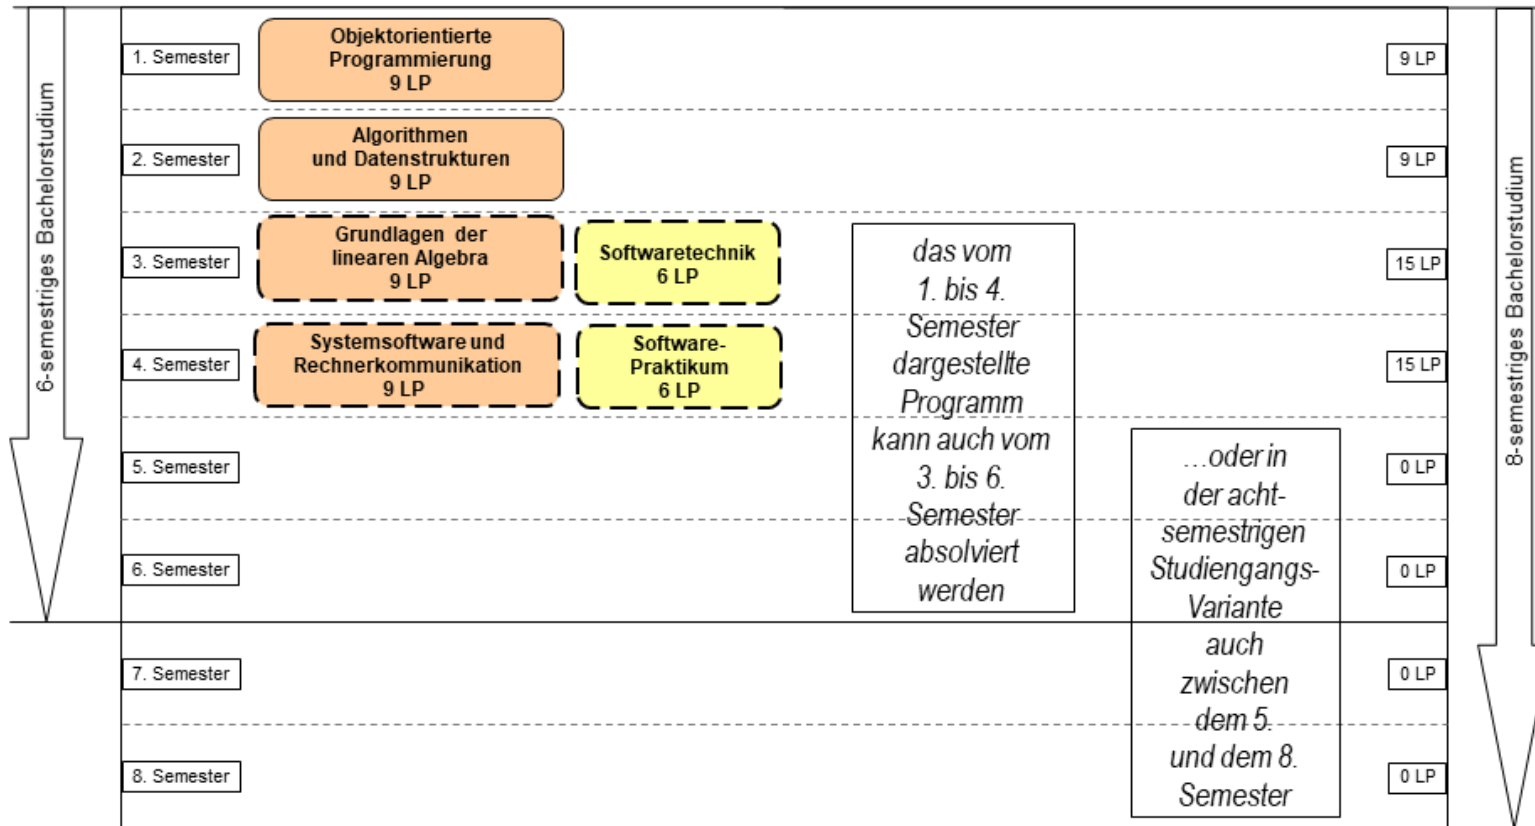 6-semestriges Bachelorstudium
1. Semester
Objektorientierte
Programmierung
9 LP
9 LP
2. Semester
Algorithmen
und Datenstrukturen
9 LP
9 LP
3. Semester
Grundlagen der
linearen Algebra
9 LP
Softwaretechnik
6 LP
15 LP
4. Semester
Systemsoftware und
Rechnerkommunikation
9 LP
Software-
Praktikum
6 LP
15 LP
das vom
1. bis 4.
Semester
dargestellte
Programm
kann auch vom
3. bis 6.
Semester
absolviert
werden
5. Semester
0 LP
6. Semester
0 LP
…oder in
der acht-
semestrigen
Studiengangs-
Variante
auch
zwischen
dem 5.
und dem 8.
Semester
7. Semester
0 LP
8. Semester
0 LP
8-semestriges Bachelorstudium